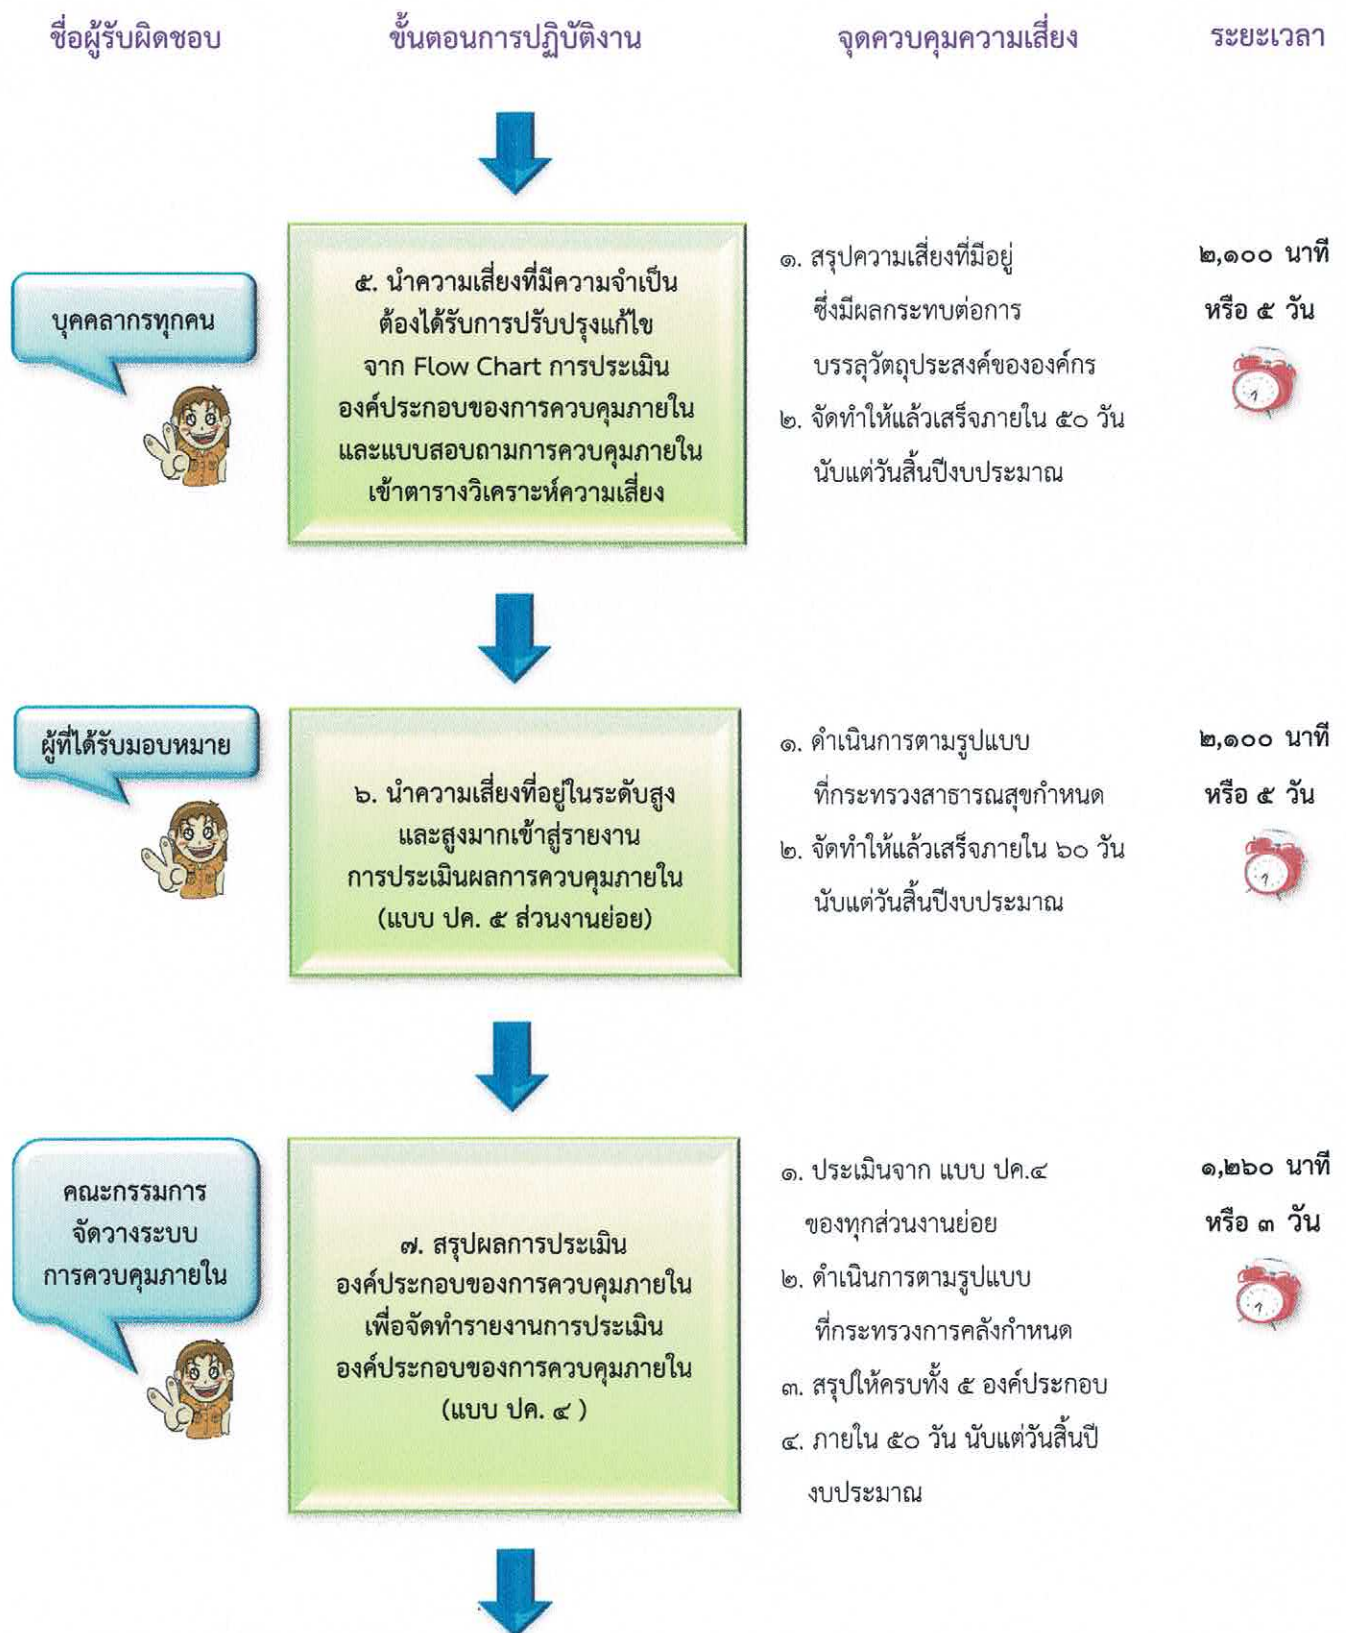 ชื่อผู้รับผิดชอบ
ขั้นตอนการปฏิบัติงาน
จุดควบคุมความเสี่ยง
ระยะเวลา
บุคคลากรทุกคน
๕. นำความเสี่ยงที่มีความจำเป็น
ต้องได้รับการปรับปรุงแก้ไข
จาก Flow Chart การประเมิน
องค์ประกอบของการควบคุมภายใน
และแบบสอบถามการควบคุมภายใน
เข้าตารางวิเคราะห์ความเสี่ยง
๑. สรุปความเสี่ยงที่มีอยู่
ซึ่งมีผลกระทบต่อการ
บรรลุวัตถุประสงค์ขององค์กร
๒. จัดทำให้แล้วเสร็จภายใน ๕๐ วัน
นับแต่วันสิ้นปีงบประมาณ
๒,๑๐๐ นาที
หรือ ๕ วัน
ผู้ที่ได้รับมอบหมาย
๖. นำความเสี่ยงที่อยู่ในระดับสูง
และสูงมากเข้าสู่รายงาน
การประเมินผลการควบคุมภายใน
(แบบ ปค. ๕ ส่วนงานย่อย)
๑. ดำเนินการตามรูปแบบ
ที่กระทรวงสาธารณสุขกำหนด
๒. จัดทำให้แล้วเสร็จภายใน ๖๐ วัน
นับแต่วันสิ้นปีงบประมาณ
๒,๑๐๐ นาที
หรือ ๕ วัน
คณะกรรมการ
จัดวางระบบ
การควบคุมภายใน
๗. สรุปผลการประเมิน
องค์ประกอบของการควบคุมภายใน
เพื่อจัดทำรายงานการประเมิน
องค์ประกอบของการควบคุมภายใน
(แบบ ปค. ๔ )
๑. ประเมินจาก แบบ ปค.๔
ของทุกส่วนงานย่อย
๒. ดำเนินการตามรูปแบบ
ที่กระทรวงการคลังกำหนด
๓. สรุปให้ครบทั้ง ๕ องค์ประกอบ
๔. ภายใน ๕๐ วัน นับแต่วันสิ้นปี
งบประมาณ
๑,๒๖๐ นาที
หรือ ๓ วัน